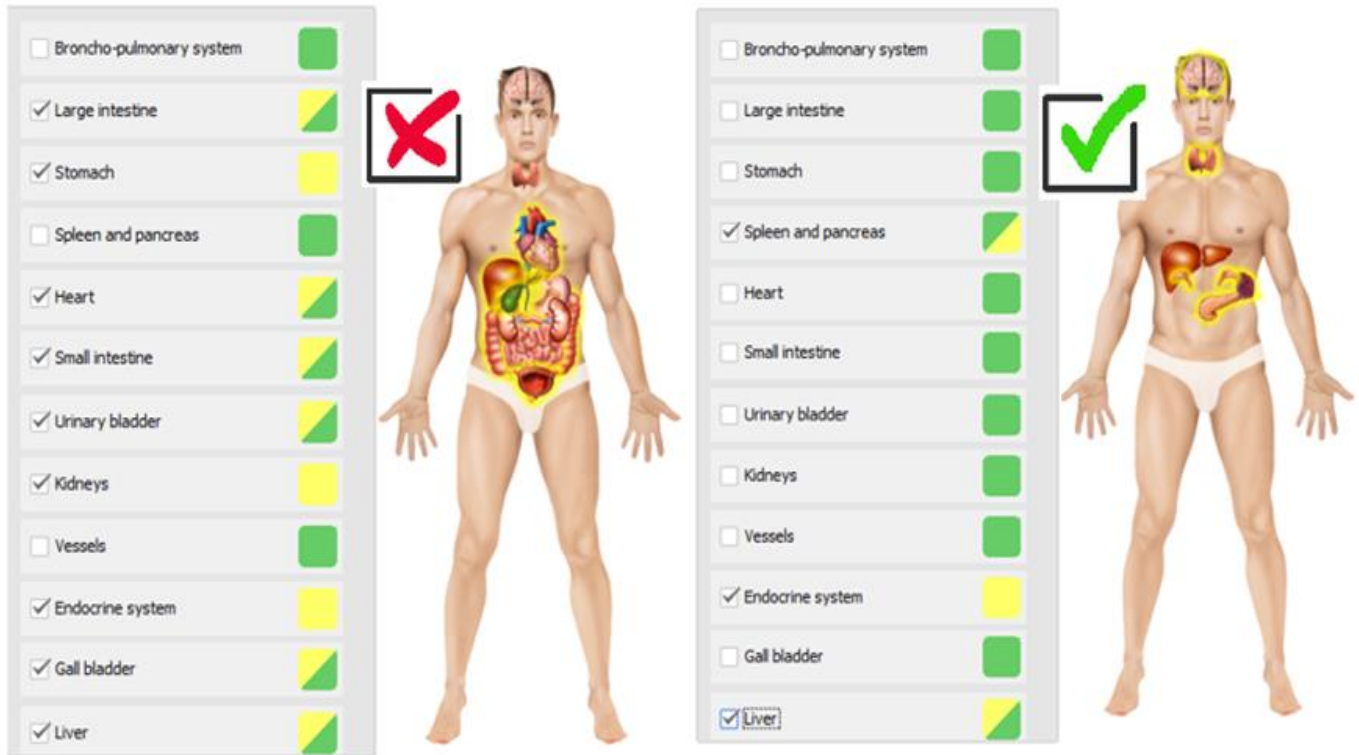 Broncho-pulmonary system
Large intestine
Stomach
Spleen and pancreas
Heart
Small intestine
Urinary bladder
Kidneys
Vessels
Endocrine system
Gall bladder
Liver
Broncho-pulmonary system
Large intestine
Stomach
Spleen and pancreas
Heart
Small intestine
Urinary bladder
Kidneys
Vessels
Endocrine system
Gall bladder
Liver